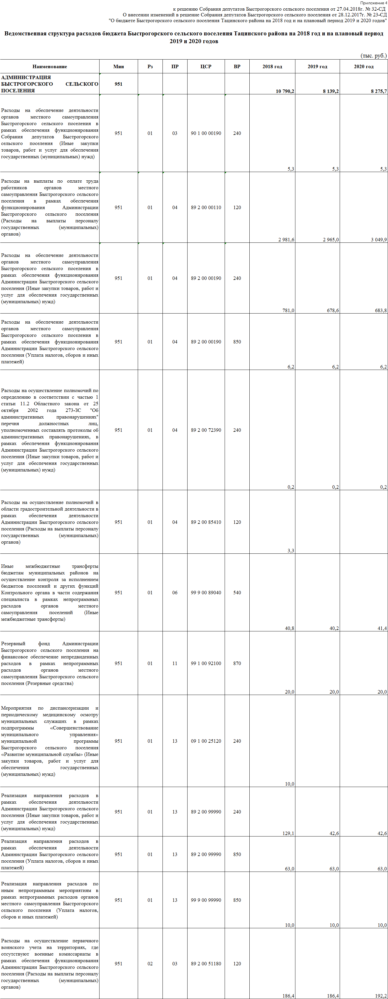 Приложение 4
к решению Собрания депутатов Быстрогорского сельского поселения от 27.04.2018г. № 32-СД
О внесении изменений в решение Собрания депутатов Быстрогорского сельского поселения от 28.12.2017г. № 23-СД
"О бюджете Быстрогорского сельского поселения Тацинского района на 2018 год и на плановый период 2019 и 2020 годов"
Ведомственная структура расходов бюджета Быстрогорского сельского поселения Тацинского района на 2018 год и на плановый период
2019 и 2020 годов
(тыс. руб.)
Наименование Мин Рз ПР ЦСР ВР 2018 год 2019 год 2020 год
АДМИНИСТРАЦИЯ
БЫСТРОГОРСКОГО СЕЛЬСКОГО
ПОСЕЛЕНИЯ
951
10 790,2 8 139,2 8 275,7
Расходы на обеспечение деятельности
органов местного самоуправления
Быстрогорского сельского поселения в
рамках обеспечения функционирования
Собрания депутатов Быстрогорского
сельского поселения (Иные закупки
товаров, работ и услуг для обеспечения
государственных (муниципальных) нужд)
951 01 03 90 1 00 00190 240
5,3 5,3 5,3
Расходы на выплаты по оплате труда
работников органов местного
самоуправления Быстрогорского сельского
поселения в рамках обеспечения
функционирования Администрации
Быстрогорского сельского поселения
(Расходы на выплаты персоналу
государственных (муниципальных)
органов)
951 01 04 89 2 00 00110 120
2 981,6 2 965,0 3 049,9
Расходы на обеспечение деятельности
органов местного самоуправления
Быстрогорского сельского поселения в
рамках обеспечения функционирования
Администрации Быстрогорского сельского
поселения (Иные закупки товаров, работ и
услуг для обеспечения государственных
(муниципальных) нужд)
951 01 04 89 2 00 00190 240
781,0 678,6 683,8
Расходы на обеспечение деятельности
органов местного самоуправления
Быстрогорского сельского поселения в
рамках обеспечения функционирования
Администрации Быстрогорского сельского
поселения (Уплата налогов, сборов и иных
платежей)
951 01 04 89 2 00 00190 850
6,2 6,2 6,2
Расходы на осуществление полномочий по
определению в соответствии с частью 1
статьи 11.2 Областного закона от 25
октября 2002 года 273-ЗС "Об
административных правонарушениях"
перечня должностных лиц,
уполномоченных составлять протоколы об
административных правонарушениях, в
рамках обеспечения функционирования
Администрации Быстрогорского сельского
поселения (Иные закупки товаров, работ и
услуг для обеспечения государственных
(муниципальных) нужд)
951 01 04 89 2 00 72390 240
0,2 0,2 0,2
Расходы на осуществление полномочий в
области градостроительной деятельности в
рамках обеспечения деятельности
Администрации Быстрогорского сельского
поселения (Расходы на выплаты персоналу
государственных (муниципальных)
органов)
951 01 04 89 2 00 85410 120
3,3
Иные межбюджетные трансферты
бюджетам муниципальных районов на
осуществление контроля за исполнением
бюджетов поселений и других функций
Контрольного органа в части содержания
специалиста в рамках непрограммных
расходов органов местного
самоуправления поселений (Иные
межбюджетные трансферты)
951 01 06 99 9 00 89040 540
40,8 40,2 41,4
Резервный фонд Администрации
Быстрогорского сельского поселения на
финансовое обеспечение непредвиденных
расходов в рамках непрограммных
расходов органов местного
самоуправления Быстрогорского сельского
поселения (Резервные средства)
951 01 11 99 1 00 92100 870
20,0 20,0 20,0
Мероприятия по диспансеризации и
периодическому медицинскому осмотру
муниципальных служащих в рамках
подпрограммы «Совершенствование
муниципального управления»
муниципальной программы
Быстрогорского сельского поселения
«Развитие муниципальной службы» (Иные
закупки товаров, работ и услуг для
обеспечения государственных
(муниципальных) нужд)
951 01 13 09 1 00 25120 240
10,0
Реализация направления расходов в
рамках обеспечения деятельности
Администрации Быстрогорского сельского
поселения (Иные закупки товаров, работ и
услуг для обеспечения государственных
(муниципальных) нужд)
951 01 13 89 2 00 99990 240
129,1 42,6 42,6
Реализация направления расходов в
рамках обеспечения деятельности
Администрации Быстрогорского сельского
поселения (Уплата налогов, сборов и иных
платежей)
951 01 13 89 2 00 99990 850
63,0 63,0 63,0
Реализация направления расходов по
иным непрограммным мероприятиям в
рамках непрограммных расходов органов
местного самоуправления Быстрогорского
сельского поселения (Уплата налогов,
сборов и иных платежей)
951 01 13 99 9 00 99990 850
10,0 10,0 10,0
Расходы на осуществление первичного
воинского учета на территориях, где
отсутствуют военные комиссариаты в
рамках обеспечения функционирования
Администрации Быстрогорского сельского
поселения (Расходы на выплаты персоналу
государственных (муниципальных)
органов)
951 02 03 89 2 00 51180 120
186,4 186,4 192,2